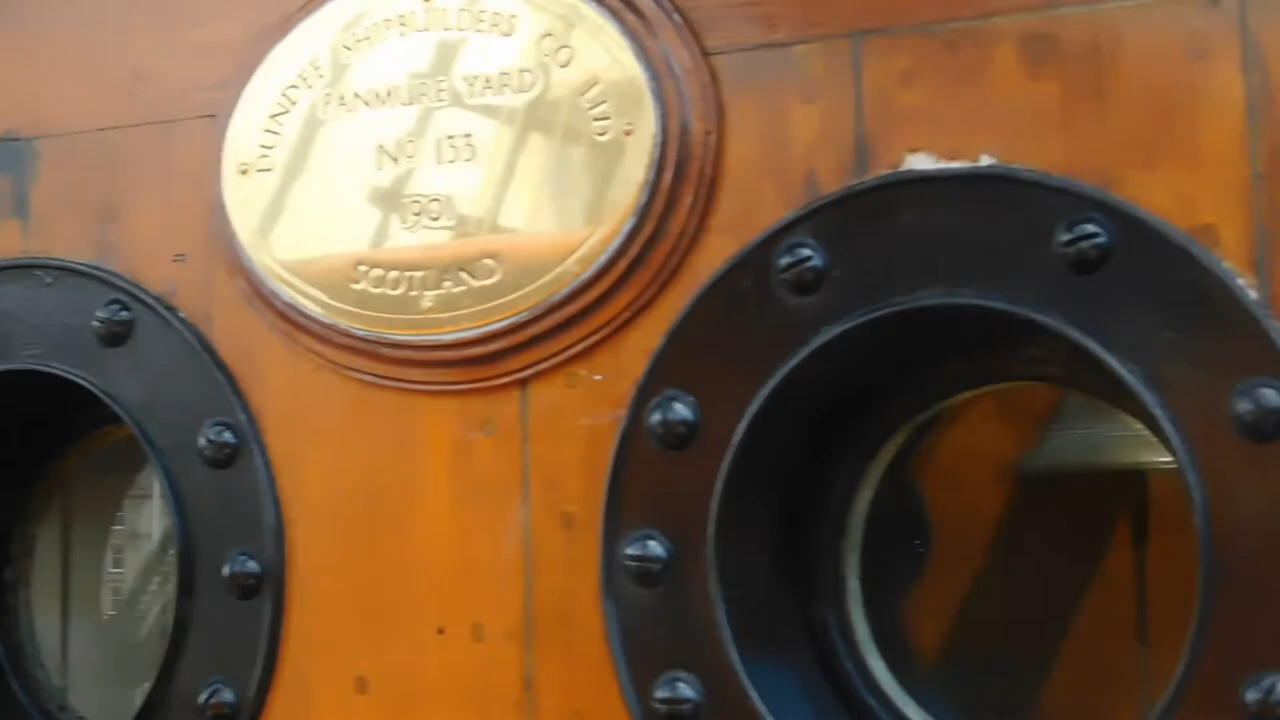 DUNDEE SHIPBUILDERS CO LTD
PANMURE YARD
No 133
1901
SCOTLAND